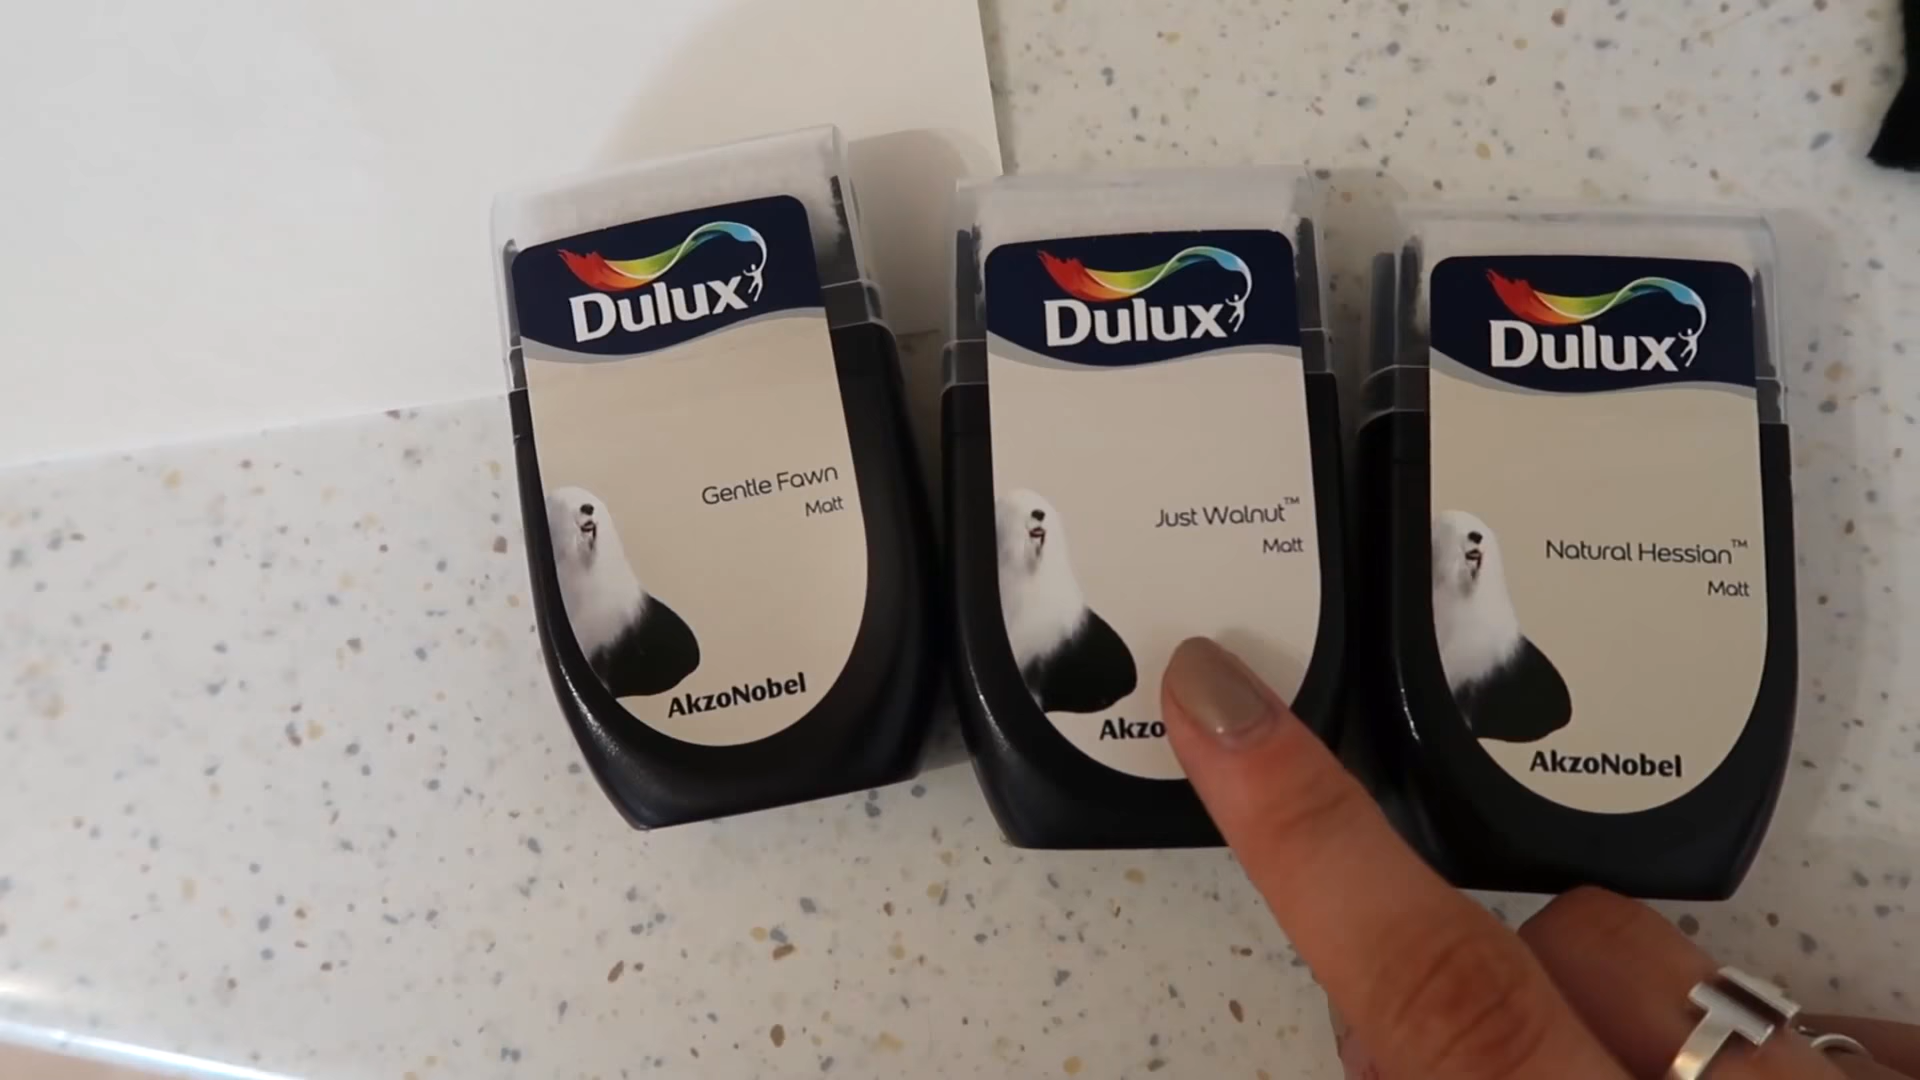 Dulux
Gentle Fawn
Matt
AkzoNobel
Dulux
Just Walnut™
Matt
Akzo
Dulux
Natural Hessian™
Matt
AkzoNobel